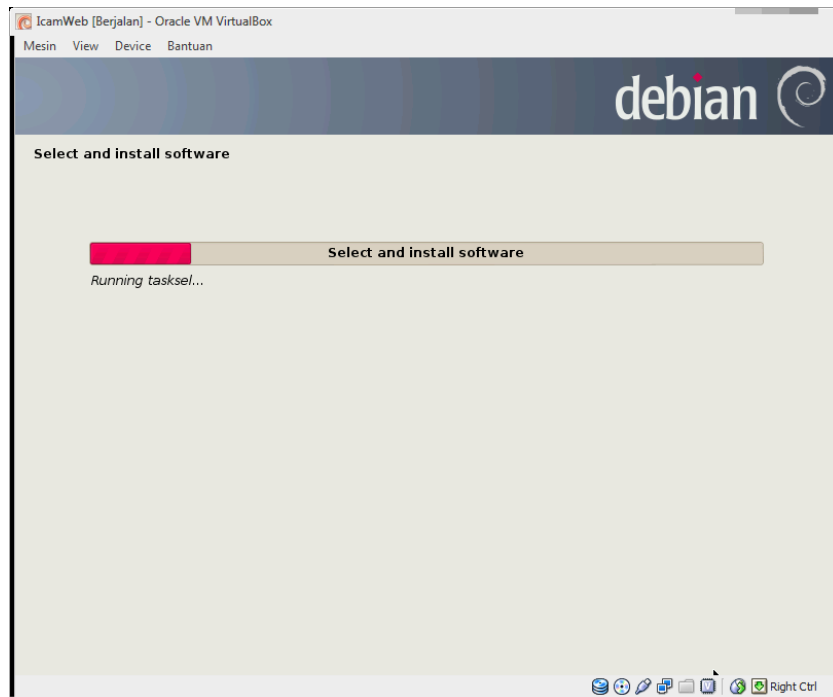 IcamWeb [Berjalan] - Oracle VM VirtualBox
Mesin View Device Bantuan
debian
Select and install software
Select and install software
Running tasksel...
Right Ctrl